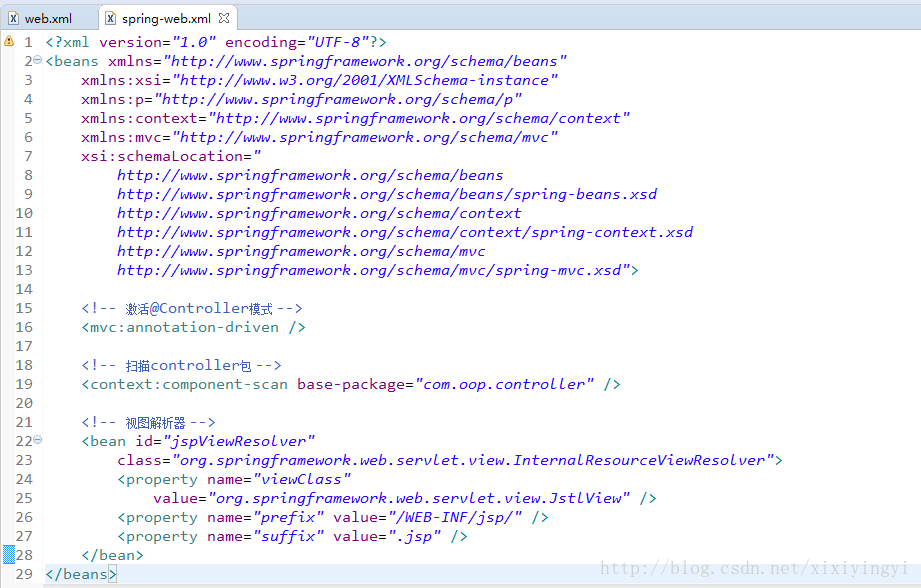 web.xml spring-web.xml
1 <?xml version="1.0" encoding="UTF-8"?>
2 <beans xmlns="http://www.springframework.org/schema/beans"
3     xmlns:xsi="http://www.w3.org/2001/XMLSchema-instance"
4     xmlns:p="http://www.springframework.org/schema/p"
5     xmlns:context="http://www.springframework.org/schema/context"
6     xmlns:mvc="http://www.springframework.org/schema/mvc"
7     xsi:schemaLocation="
8         http://www.springframework.org/schema/beans
9         http://www.springframework.org/schema/beans/spring-beans.xsd
10         http://www.springframework.org/schema/context
11         http://www.springframework.org/schema/context/spring-context.xsd
12         http://www.springframework.org/schema/mvc
13         http://www.springframework.org/schema/mvc/spring-mvc.xsd">
14
15     <!-- 激活@Controller模式 -->
16     <mvc:annotation-driven />
17
18     <!-- 扫描controller包 -->
19     <context:component-scan base-package="com.oop.controller" />
20
21     <!-- 视图解析器 -->
22     <bean id="jspViewResolver"
23         class="org.springframework.web.servlet.view.InternalResourceViewResolver">
24         <property name="viewClass"
25             value="org.springframework.web.servlet.view.JstlView" />
26         <property name="prefix" value="/WEB-INF/jsp/" />
27         <property name="suffix" value=".jsp" />
28     </bean>
29 </beans>
http://blog.csdn.net/xixiyingyi